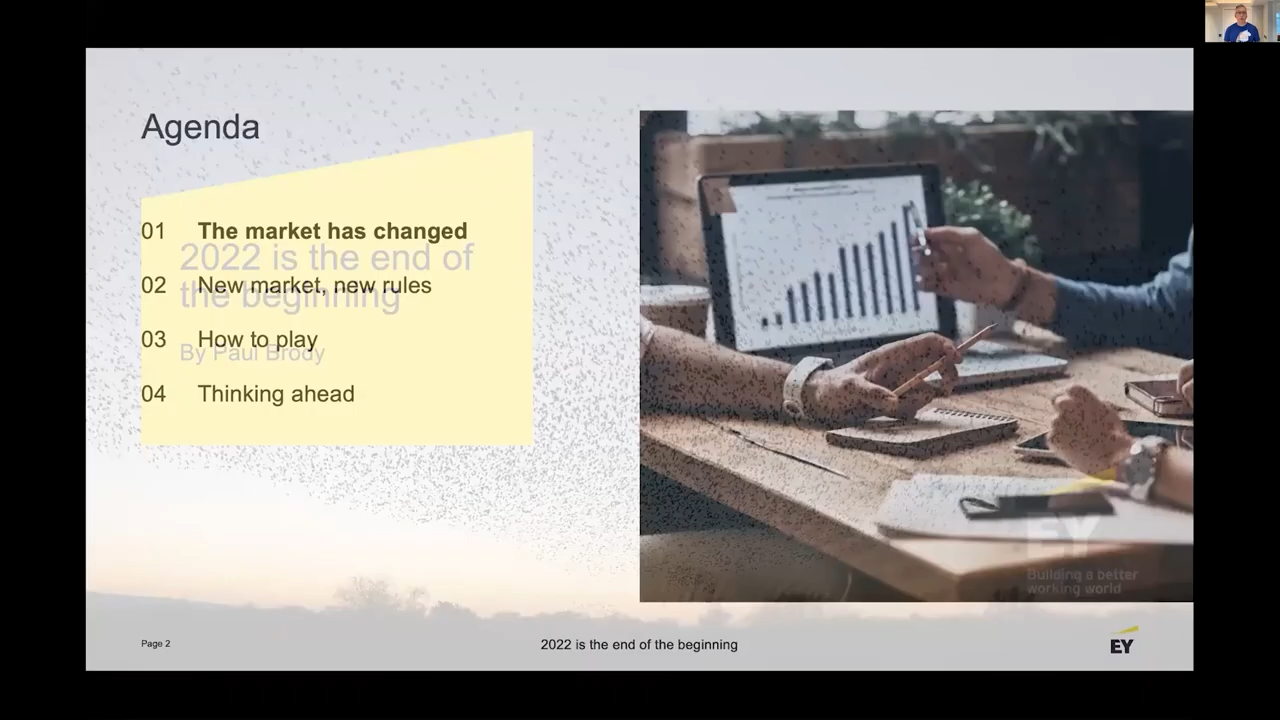 Agenda
01 The market has changed
2022 is the end of
02 New market, new rules
the beginning
03 How to play
By Paul Brody
04 Thinking ahead
EY
Building a better
working world
Page 2
2022 is the end of the beginning
EY